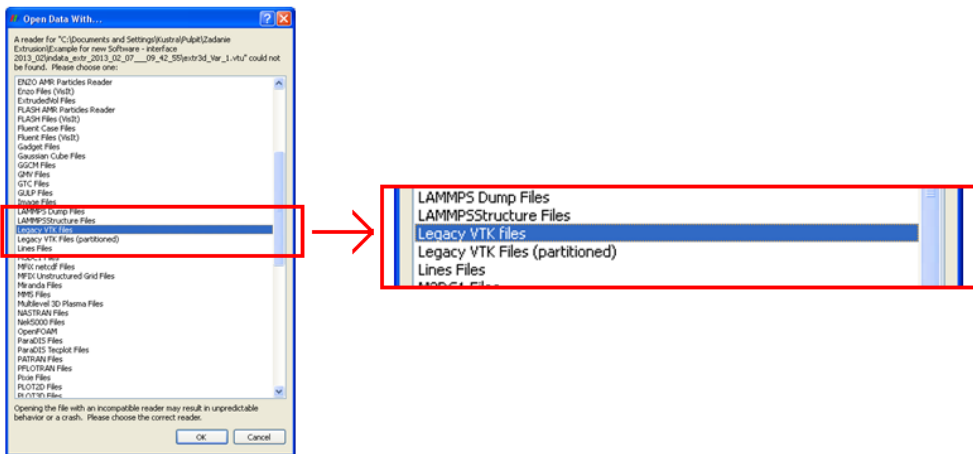 Open Data With...
A reader for "C:\Documents and Settings\Kustra\Pulpit\Zadanie
Extrusion\Example for new Software - interface
2013_02\indata_extr_2013_02_07___09_42_55\extr3d_Var_1.vtu" could not
be found. Please choose one:
ENZO AMR Particles Reader
Enzo Files (VisIt)
ExtrudedVol Files
FLASH AMR Particles Reader
FLASH Files (VisIt)
Fluent Case Files
Fluent Files (VisIt)
Gadget Files
Gaussian Cube Files
GGCM Files
GMV Files
GTC Files
GULP Files
Image Files
LAMMPS Dump Files
LAMMPSStructure Files
Legacy VTK files
Legacy VTK Files (partitioned)
Lines Files
M3DC1 Files
MFIX netcdf Files
MFIX Unstructured Grid Files
Miranda Files
MM5 Files
Multilevel 3D Plasma Files
NASTRAN Files
Nek5000 Files
OpenFOAM
ParaDIS Files
ParaDIS Tecplot Files
PATRAN Files
PFLOTRAN Files
Pixie Files
PLOT2D Files
PLOT3D Files
Opening the file with an incompatible reader may result in unpredictable
behavior or a crash. Please choose the correct reader.
OK
Cancel
LAMMPS Dump Files
LAMMPSStructure Files
Legacy VTK files
Legacy VTK Files (partitioned)
Lines Files
M3DC1 Files